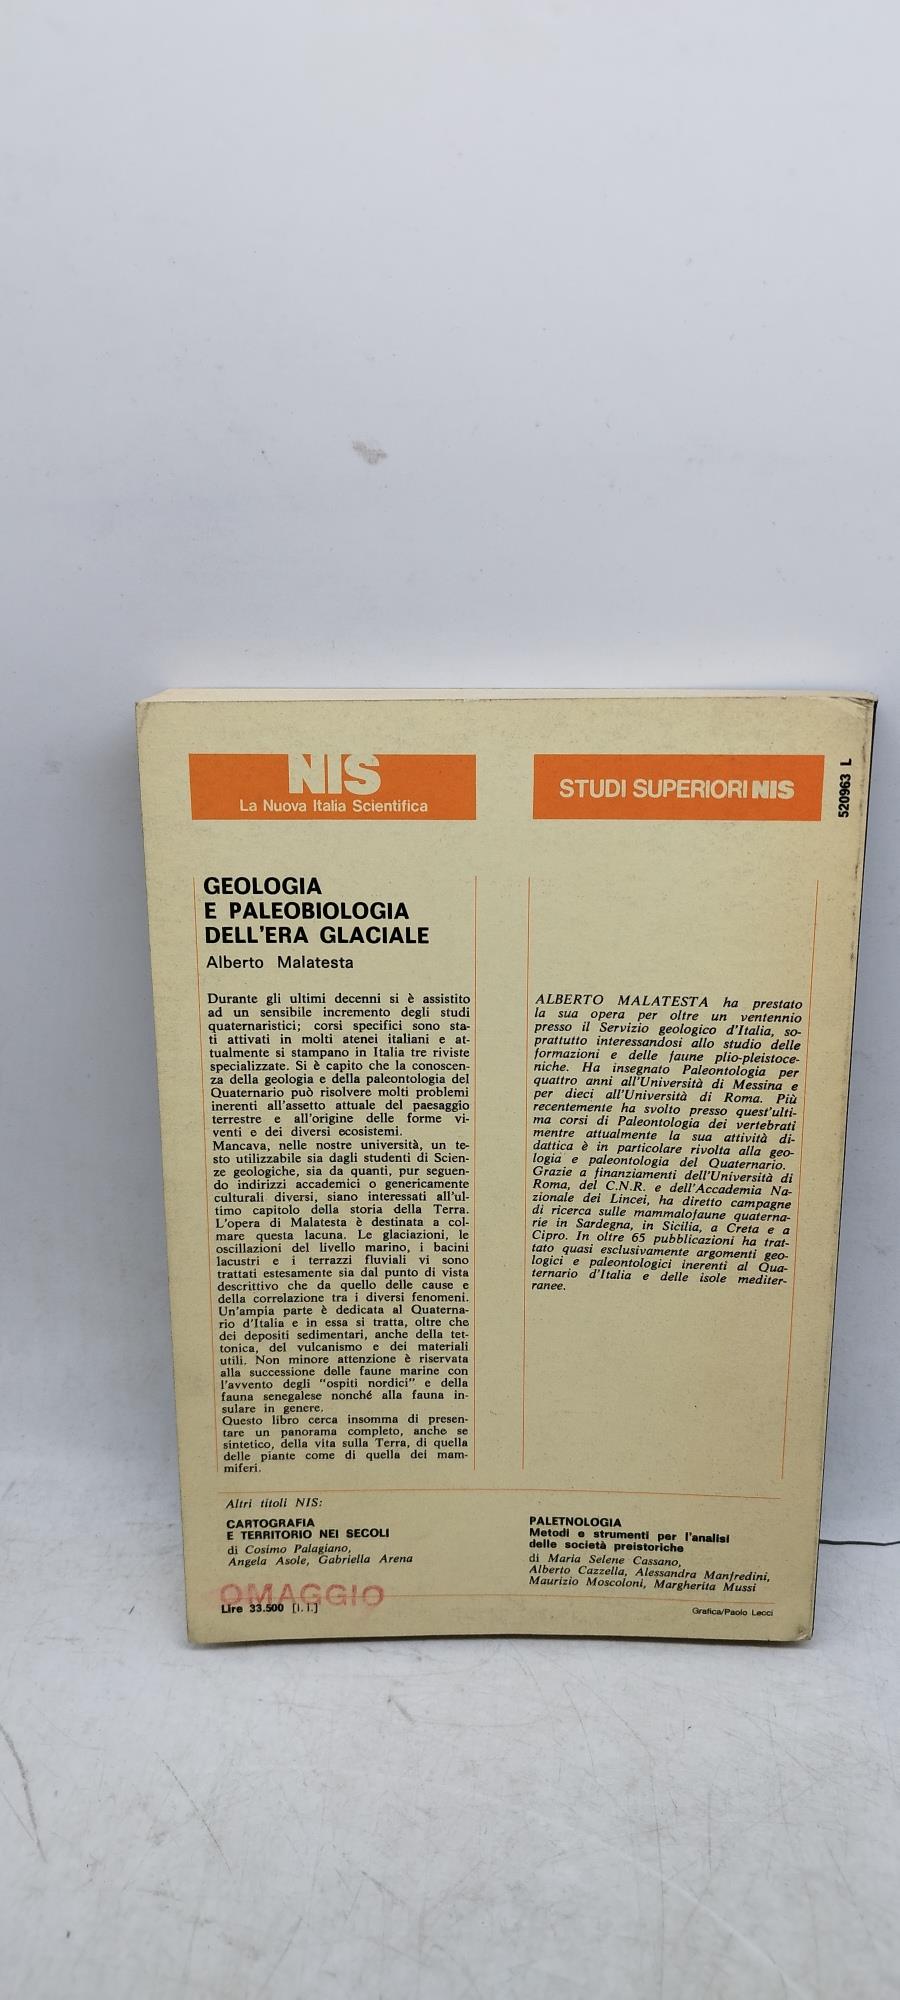 NIS
La Nuova Italia Scientifica
STUDI SUPERIORI NIS
520963 L
GEOLOGIA
E PALEOBIOLOGIA
DELL'ERA GLACIALE
Alberto Malatesta
Durante gli ultimi decenni si è assistito
ad un sensibile incremento degli studi
quaternaristici; corsi specifici sono sta-
ti attivati in molti atenei italiani e at-
tualmente si stampano in Italia tre riviste
specializzate. Si è capito che la conoscen-
za della geologia e della paleontologia del
Quaternario può risolvere molti problemi
inerenti all'assetto attuale del paesaggio
terrestre e all'origine delle forme vi-
venti e dei diversi ecosistemi.
Mancava, nelle nostre università, un te-
sto utilizzabile sia dagli studenti di Scien-
ze geologiche, sia da quanti, pur seguen-
do indirizzi accademici o genericamente
culturali diversi, siano interessati all'ul-
timo capitolo della storia della Terra.
L'opera di Malatesta è destinata a col-
mare questa lacuna. Le glaciazioni, le
oscillazioni del livello marino, i bacini
lacustri e i terrazzi fluviali vi sono
trattati estesamente sia dal punto di vista
descrittivo che da quello delle cause e
della correlazione tra i diversi fenomeni.
Un'ampia parte è dedicata al Quaterna-
rio d'Italia e in essa si tratta, oltre che
dei depositi sedimentari, anche della tet-
tonica, del vulcanismo e dei materiali
utili. Non minore attenzione è riservata
alla successione delle faune marine con
l'avvento degli "ospiti nordici" e della
fauna senegalese nonché alla fauna in-
sulare in genere.
Questo libro cerca insomma di presen-
tare un panorama completo, anche se
sintetico, della vita sulla Terra, di quella
delle piante come di quella dei mam-
miferi.
ALBERTO MALATESTA ha prestato
la sua opera per oltre un ventennio
presso il Servizio geologico d'Italia, so-
prattutto interessandosi allo studio delle
formazioni e delle faune plio-pleistoce-
niche. Ha insegnato Paleontologia per
quattro anni all'Università di Messina e
per dieci all'Università di Roma. Più
recentemente ha svolto presso quest'ulti-
ma corsi di Paleontologia dei vertebrati
mentre attualmente la sua attività di-
dattica è in particolare rivolta alla geo-
logia e paleontologia del Quaternario.
Grazie a finanziamenti dell'Università di
Roma, del C.N.R. e dell'Accademia Na-
zionale dei Lincei, ha diretto campagne
di ricerca sulle mammalofaune quaterna-
rie in Sardegna, in Sicilia, a Creta e a
Cipro. In oltre 65 pubblicazioni ha trat-
tato quasi esclusivamente argomenti geo-
logici e paleontologici inerenti al Qua-
ternario d'Italia e delle isole mediter-
ranee.
Altri titoli NIS:
CARTOGRAFIA
E TERRITORIO NEI SECOLI
di Cosimo Palagiano,
Angela Asole, Gabriella Arena
PALETNOLOGIA
Metodi e strumenti per l'analisi
delle società preistoriche
di Maria Selene Cassano,
Alberto Cazzella, Alessandra Manfredini,
Maurizio Moscoloni, Margherita Mussi
OMAGGIO
Lire 33.500 [i.i.]
Grafica/Paolo Lecci